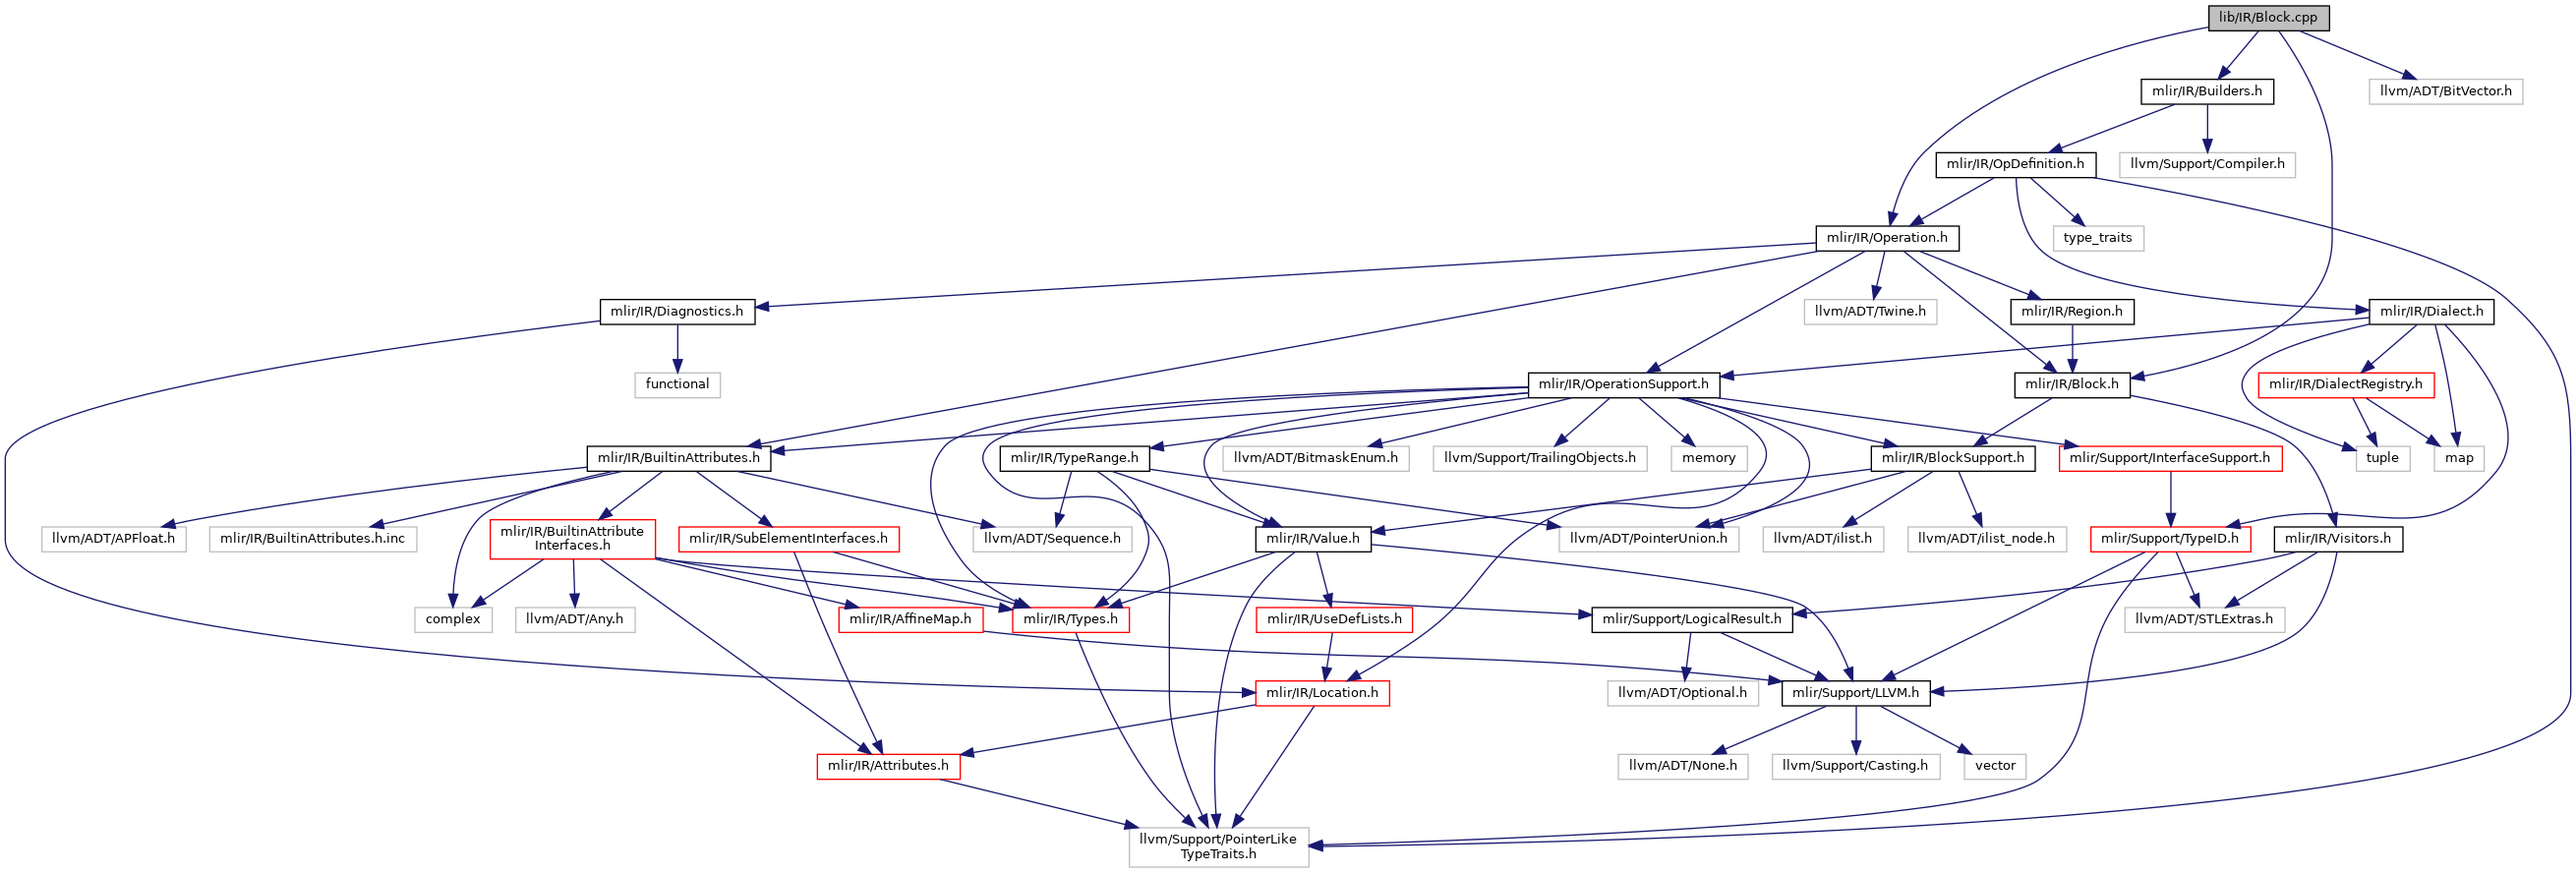 lib/IR/Block.cpp
mlir/IR/Builders.h
llvm/ADT/BitVector.h
mlir/IR/OpDefinition.h
llvm/Support/Compiler.h
mlir/IR/Operation.h
type_traits
mlir/IR/Diagnostics.h
llvm/ADT/Twine.h
mlir/IR/Region.h
mlir/IR/Dialect.h
functional
mlir/IR/OperationSupport.h
mlir/IR/Block.h
mlir/IR/DialectRegistry.h
mlir/IR/BuiltinAttributes.h
mlir/IR/TypeRange.h
llvm/ADT/BitmaskEnum.h
llvm/Support/TrailingObjects.h
memory
mlir/IR/BlockSupport.h
mlir/Support/InterfaceSupport.h
tuple
map
llvm/ADT/APFloat.h
mlir/IR/BuiltinAttributes.h.inc
mlir/IR/BuiltinAttribute
Interfaces.h
mlir/IR/SubElementInterfaces.h
llvm/ADT/Sequence.h
mlir/IR/Value.h
llvm/ADT/PointerUnion.h
llvm/ADT/ilist.h
llvm/ADT/ilist_node.h
mlir/Support/TypeID.h
mlir/IR/Visitors.h
complex
llvm/ADT/Any.h
mlir/IR/AffineMap.h
mlir/IR/Types.h
mlir/IR/UseDefLists.h
mlir/Support/LogicalResult.h
llvm/ADT/STLExtras.h
mlir/IR/Location.h
llvm/ADT/Optional.h
mlir/Support/LLVM.h
mlir/IR/Attributes.h
llvm/ADT/None.h
llvm/Support/Casting.h
vector
llvm/Support/PointerLike
TypeTraits.h